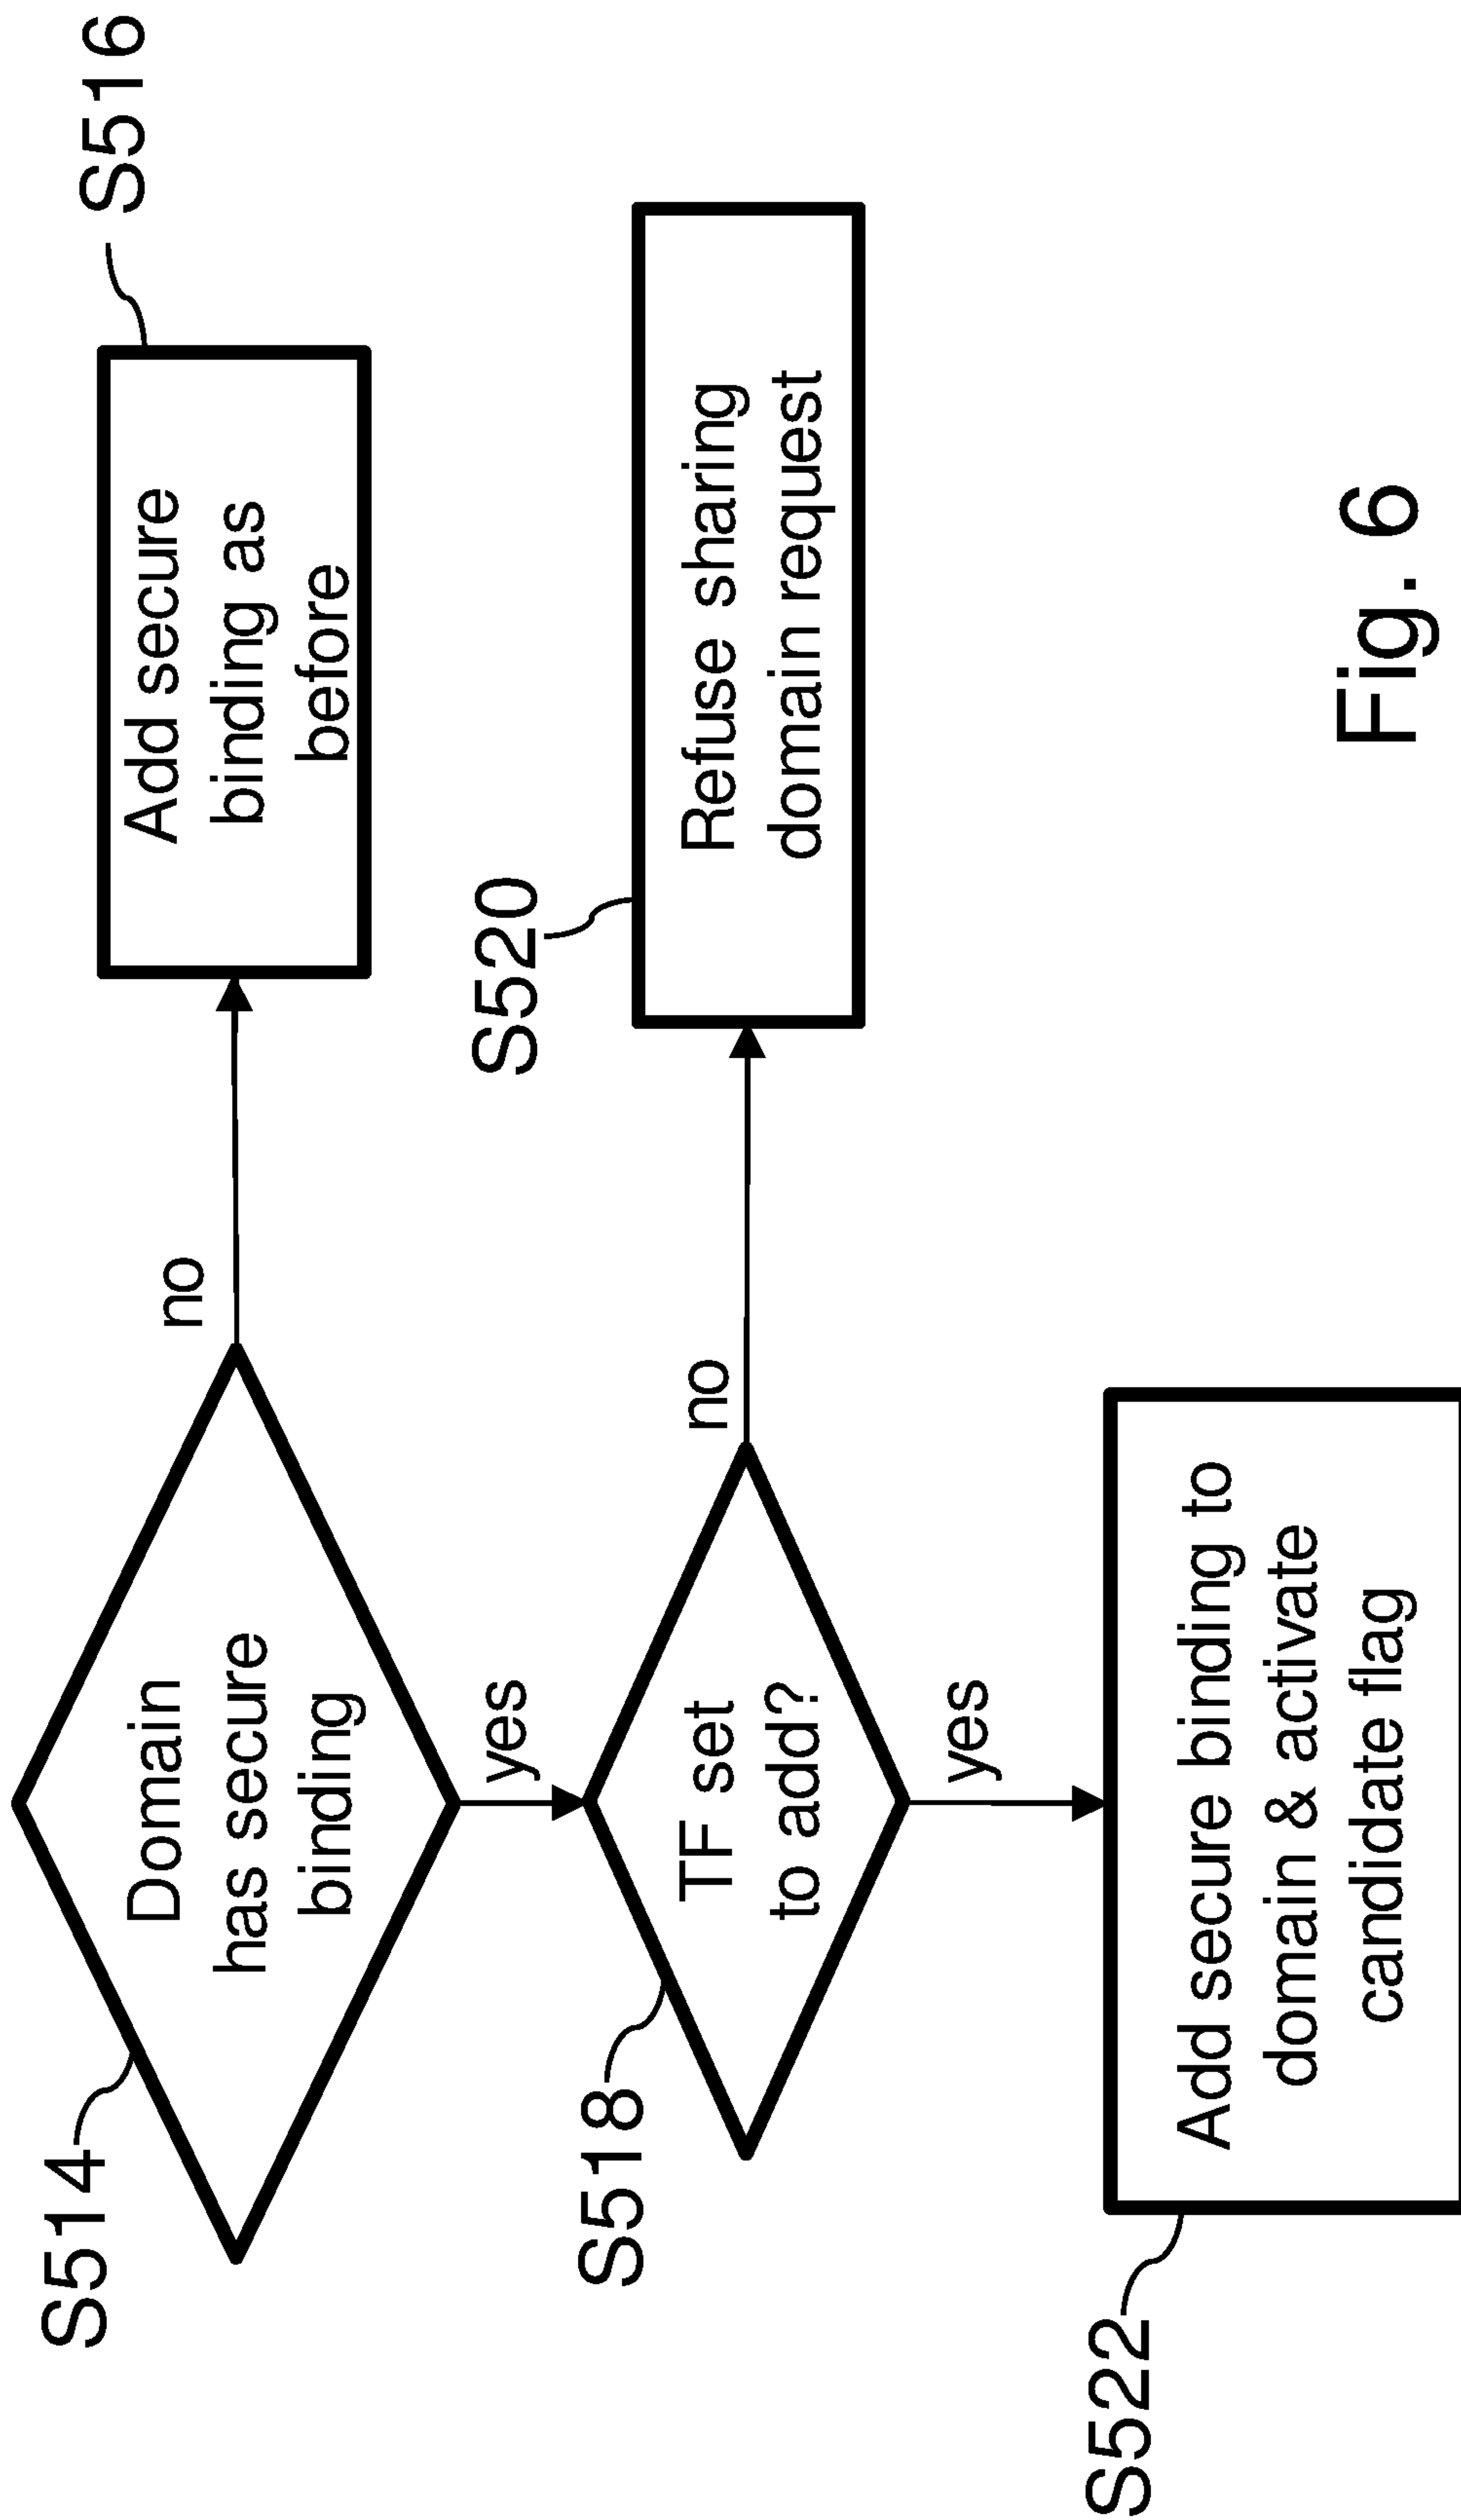 S514
Domain
has secure
binding
no
S516
Add secure
binding as
before
yes
S518
TF set
to add?
no
S520
Refuse sharing
domain request
yes
S522
Add secure binding to
domain & activate
candidate flag
Fig. 6